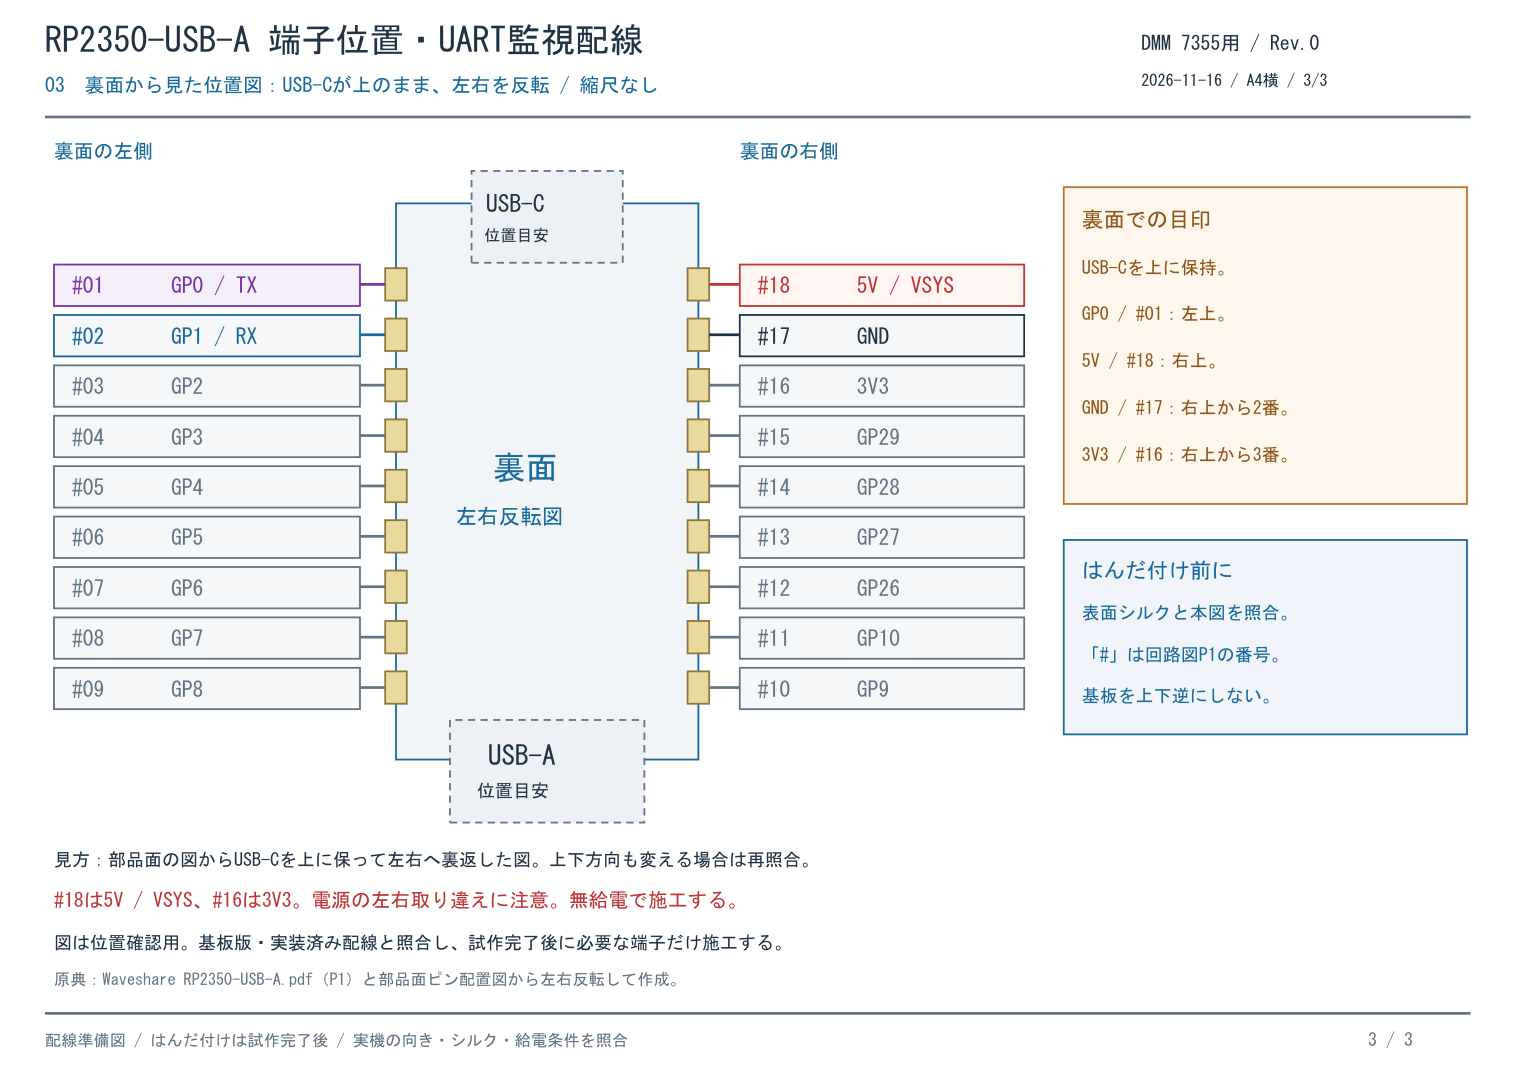 RP2350-USB-A 端子位置・UART監視配線
DMM 7355用 / Rev.0
03 裏面から見た位置図：USB-Cが上のまま、左右を反転 / 縮尺なし
2026-11-16 / A4横 / 3/3
裏面の左側
裏面の右側
USB-C
位置目安
#01 GP0 / TX
#02 GP1 / RX
#03 GP2
#04 GP3
#05 GP4
#06 GP5
#07 GP6
#08 GP7
#09 GP8
裏面
左右反転図
#18 5V / VSYS
#17 GND
#16 3V3
#15 GP29
#14 GP28
#13 GP27
#12 GP26
#11 GP10
#10 GP9
USB-A
位置目安
裏面での目印
USB-Cを上に保持。
GP0 / #01：左上。
5V / #18：右上。
GND / #17：右上から2番。
3V3 / #16：右上から3番。
はんだ付け前に
表面シルクと本図を照合。
「#」は回路図P1の番号。
基板を上下逆にしない。
見方：部品面の図からUSB-Cを上に保って左右へ裏返した図。上下方向も変える場合は再照合。
#18は5V / VSYS、#16は3V3。電源の左右取り違えに注意。無給電で施工する。
図は位置確認用。基板版・実装済み配線と照合し、試作完了後に必要な端子だけ施工する。
原典：Waveshare RP2350-USB-A.pdf（P1）と部品面ピン配置図から左右反転して作成。
配線準備図 / はんだ付けは試作完了後 / 実機の向き・シルク・給電条件を照合
3 / 3